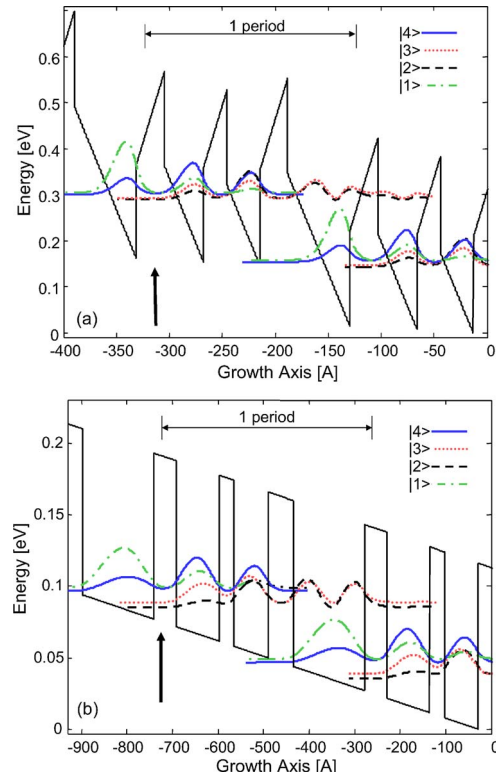 1 period
|4>
|3>
|2>
|1>
0.6
0.5
0.4
0.3
0.2
0.1
0
Energy [eV]
(a)
-400 -350 -300 -250 -200 -150 -100 -50 0
Growth Axis [A]
1 period
|4>
|3>
|2>
|1>
0.2
0.15
0.1
0.05
0
Energy [eV]
(b)
-900 -800 -700 -600 -500 -400 -300 -200 -100 0
Growth Axis [A]